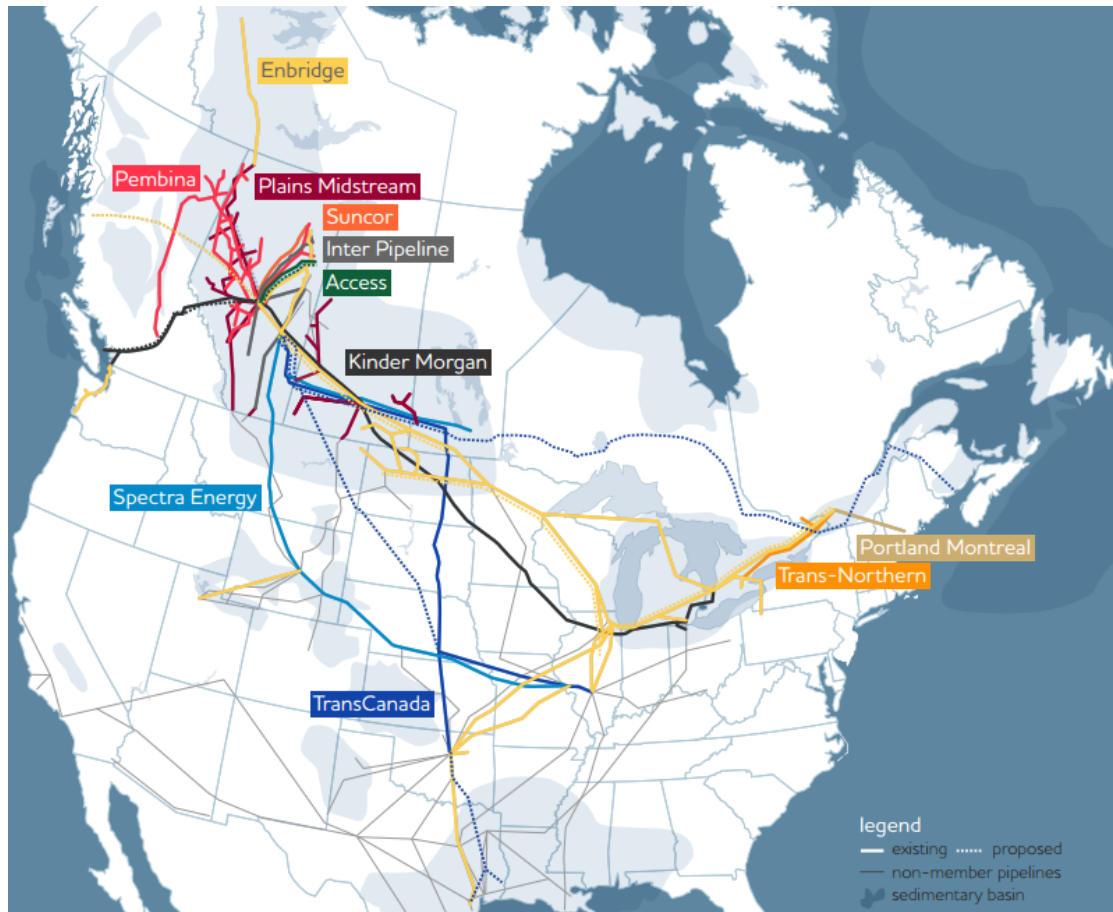 Enbridge
Pembina
Plains Midstream
Suncor
Inter Pipeline
Access
Kinder Morgan
Spectra Energy
Portland Montreal
Trans-Northern
TransCanada
legend
existing proposed
non-member pipelines
sedimentary basin